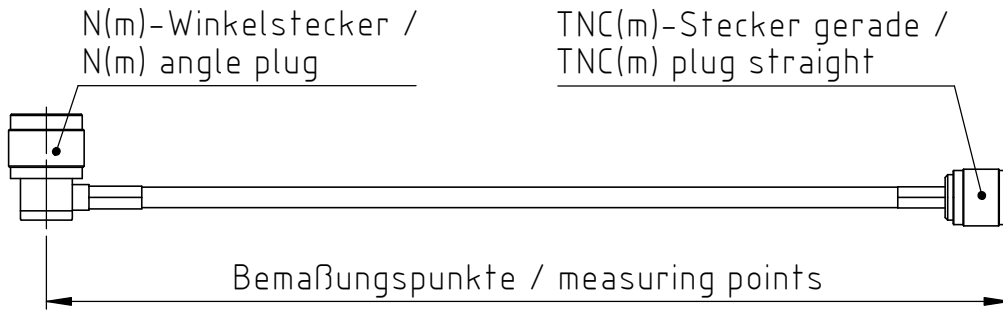 N(m)-Winkelstecker /
N(m) angle plug
TNC(m)-Stecker gerade /
TNC(m) plug straight
Bemaßungspunkte / measuring points